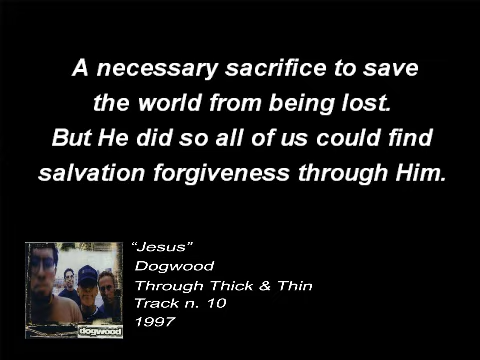 A necessary sacrifice to save
the world from being lost.
But He did so all of us could find
salvation forgiveness through Him.
“Jesus”
Dogwood
Through Thick & Thin
Track n. 10
1997
dogwood